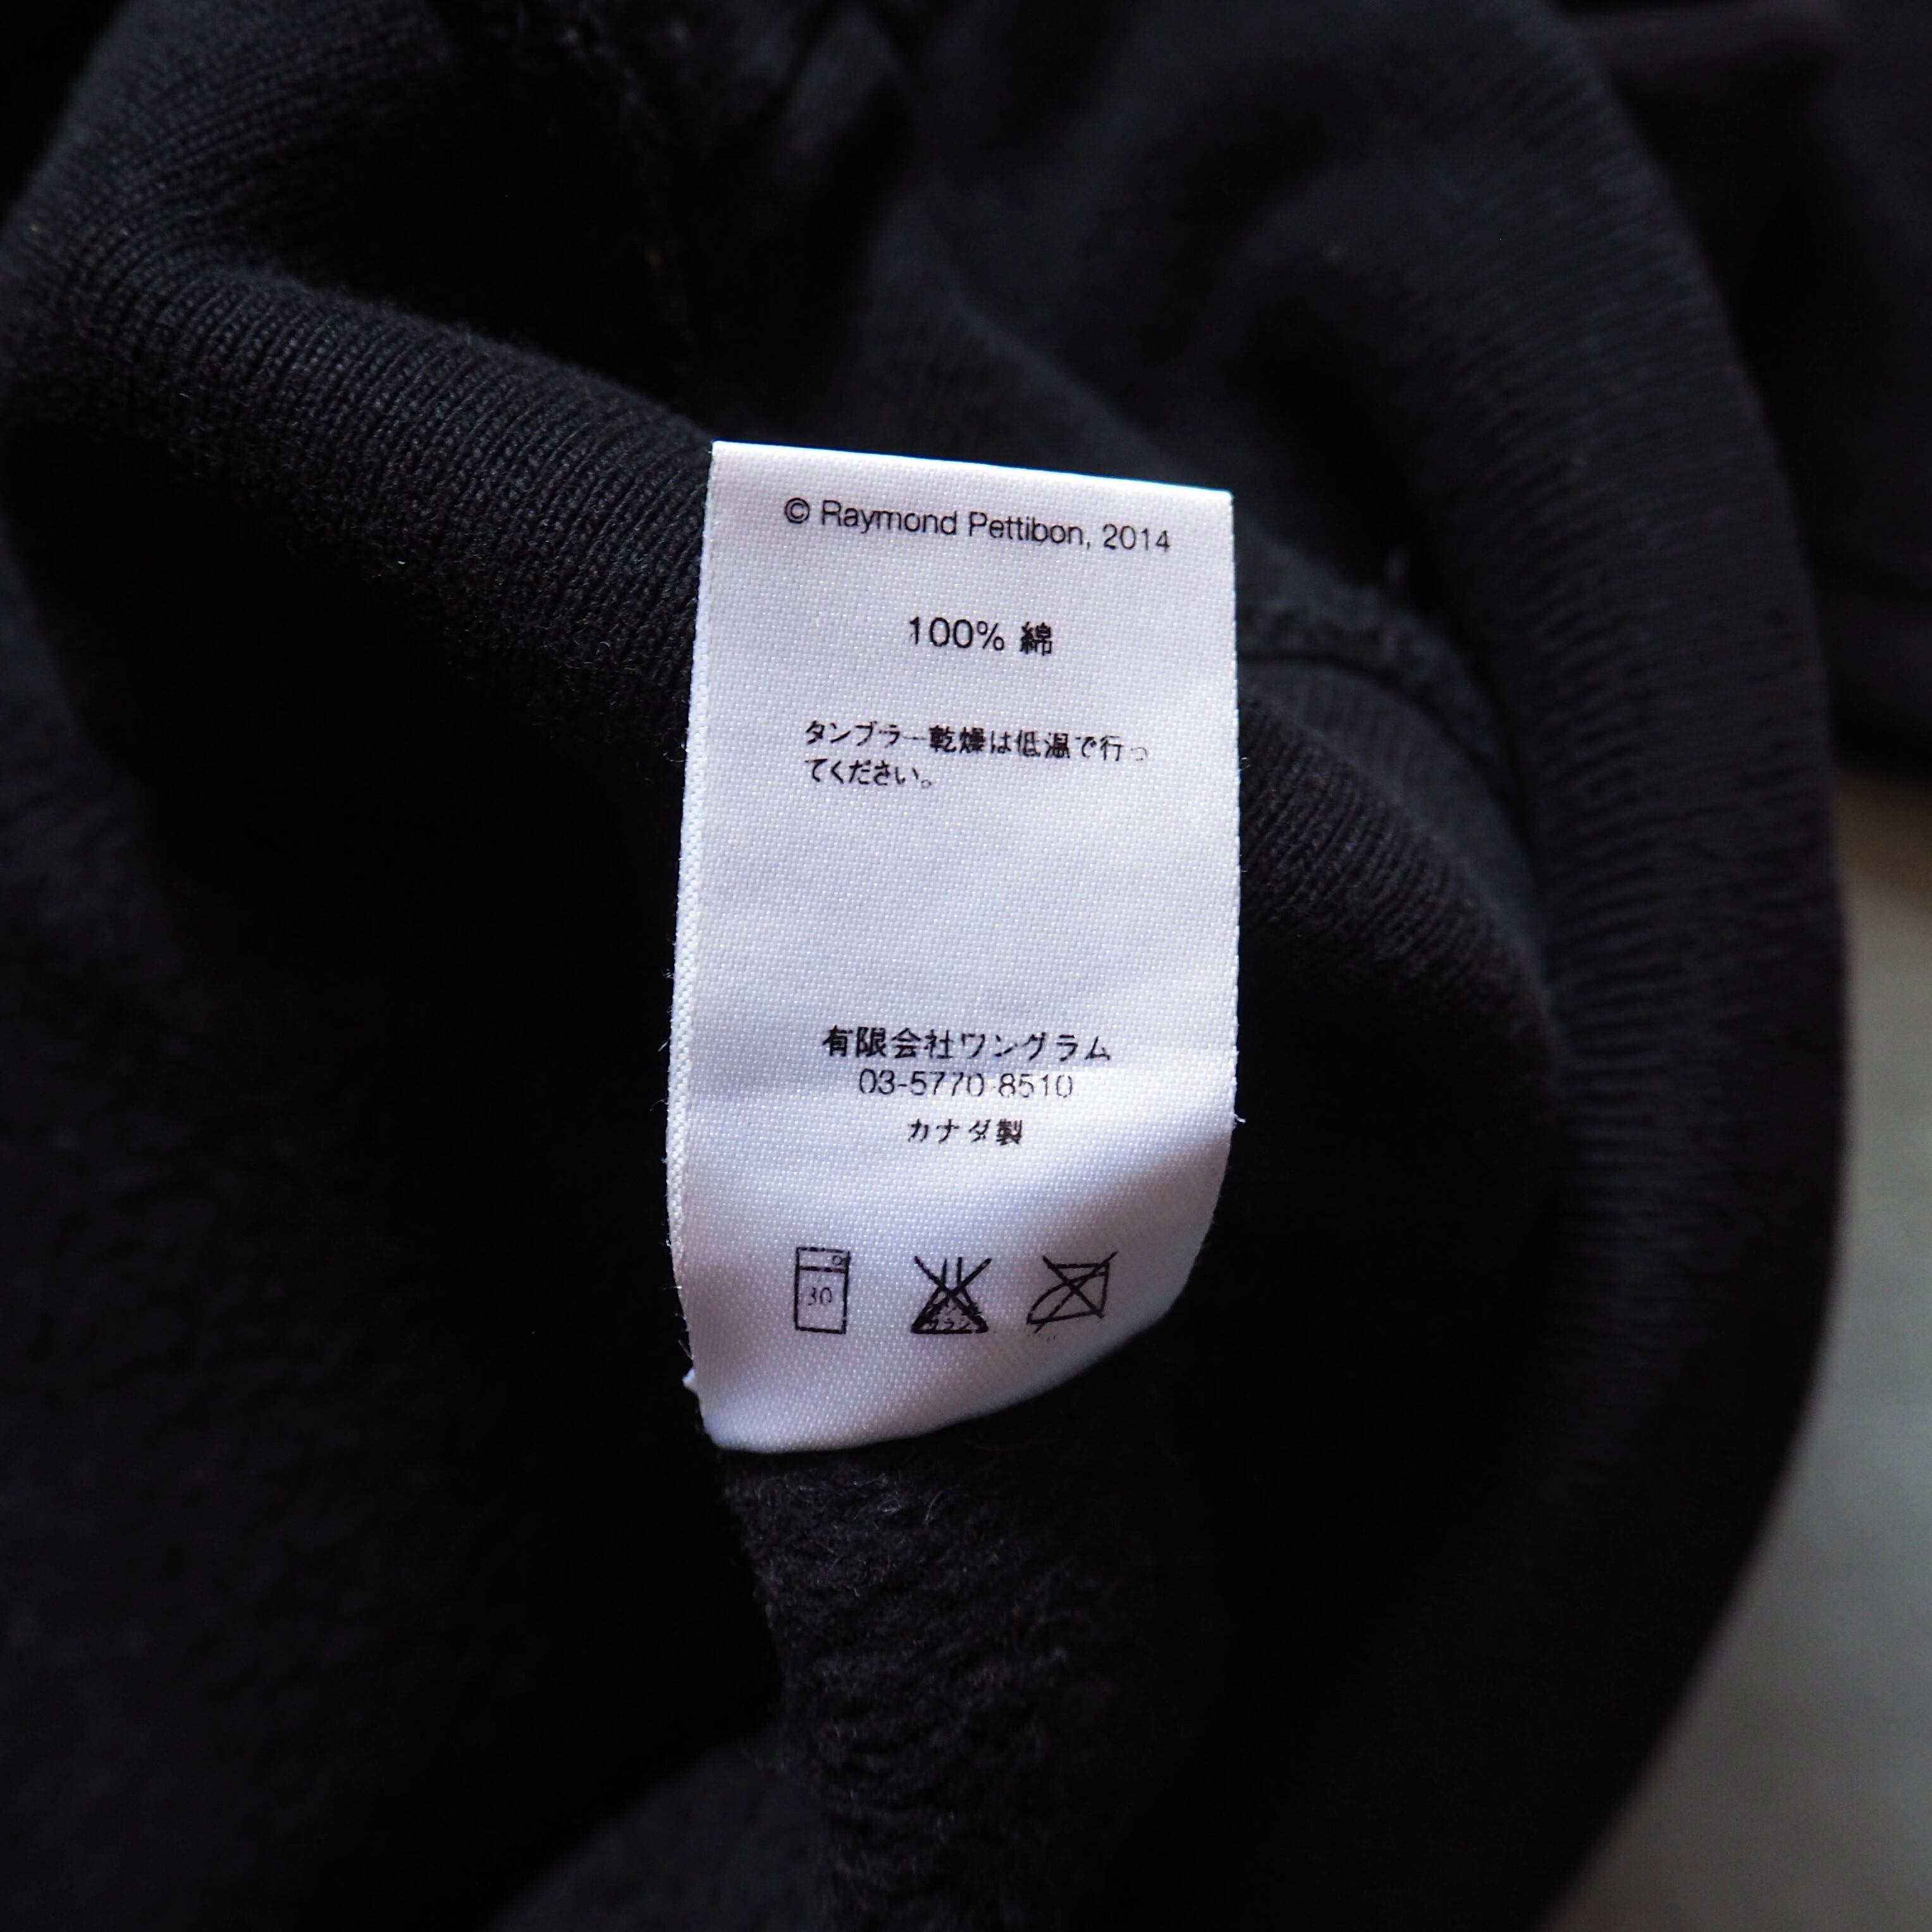 © Raymond Pettibon, 2014
100% 綿
タンブラー乾燥は低温で行っ
てください。
有限会社ワングラム
03-5770-8510
カナダ製
30